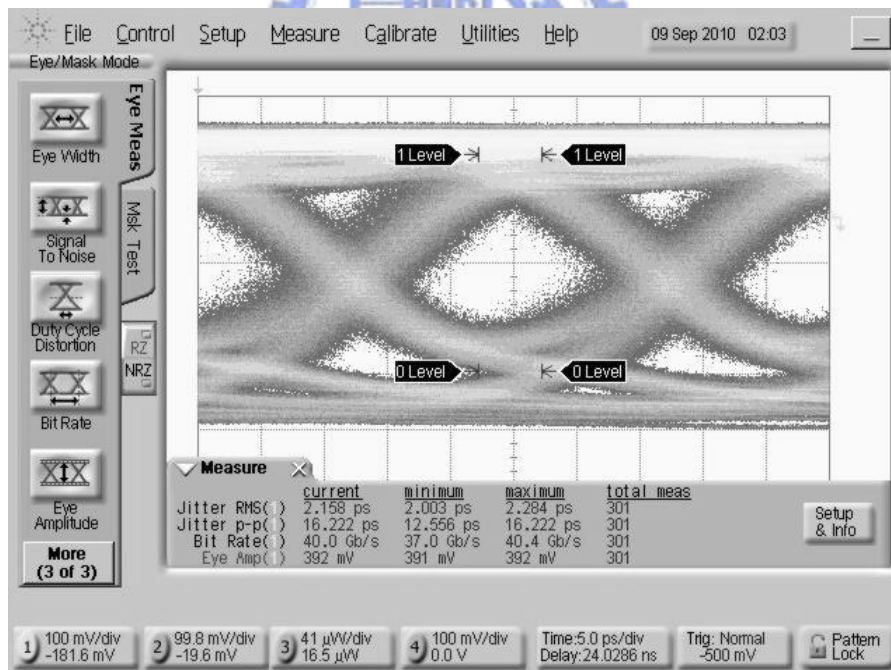 File Control Setup Measure Calibrate Utilities Help 09 Sep 2010 02:03
Eye/Mask Mode
Eye Meas
Msk Test
Eye Width
Signal To Noise
Duty Cycle Distortion
Bit Rate
Eye Amplitude
More (3 of 3)
RZ
NRZ
1 Level 1 Level
0 Level 0 Level
Measure
current minimum maximum total meas
Jitter RMS(1) 2.158 ps 2.003 ps 2.284 ps 301
Jitter p-p(1) 16.222 ps 12.556 ps 16.222 ps 301
Bit Rate(1) 40.0 Gb/s 37.0 Gb/s 40.4 Gb/s 301
Eye Amp(1) 392 mV 391 mV 392 mV 301
Setup & Info
1) 100 mV/div -181.6 mV
2) 99.8 mV/div -19.6 mV
3) 41 µW/div 16.5 µW
4) 100 mV/div 0.0 V
Time:5.0 ps/div Delay:24.0286 ns
Trig: Normal -500 mV
Pattern Lock